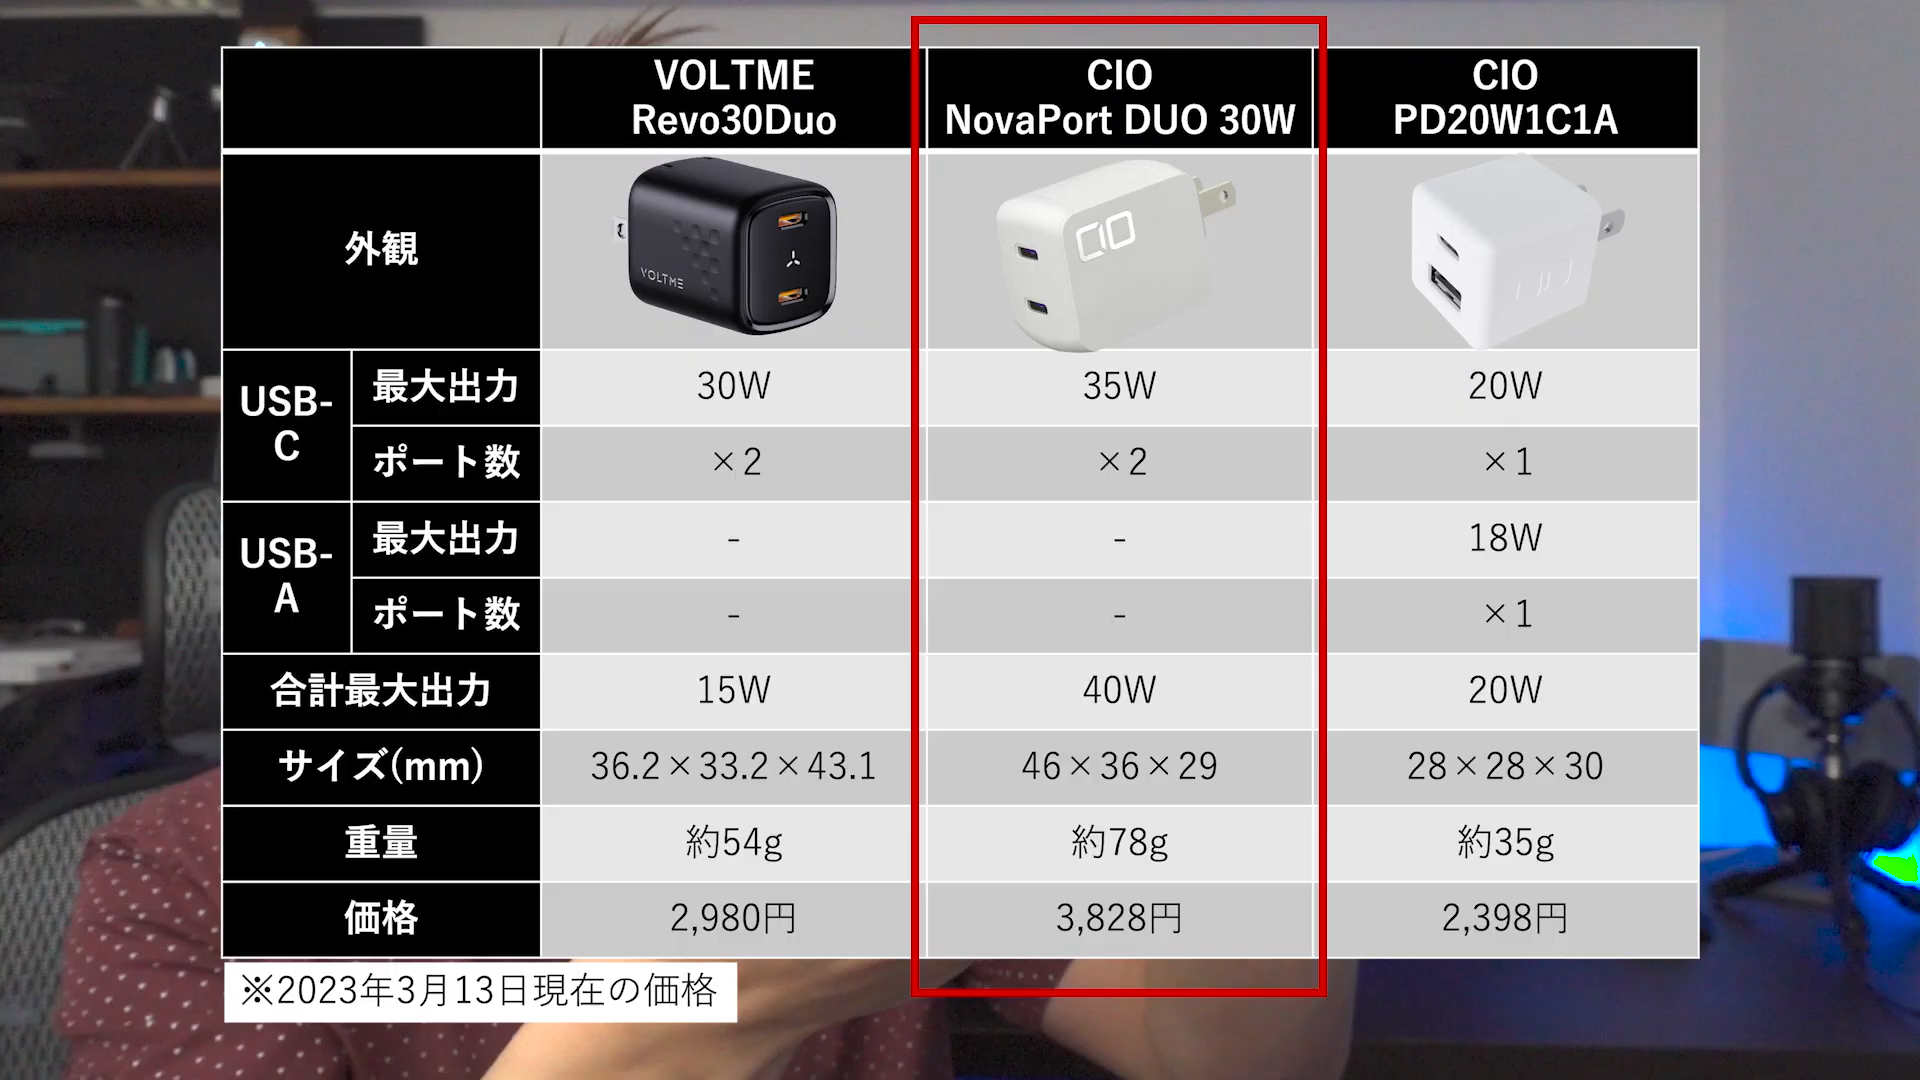 VOLTME
Revo30Duo
CIO
NovaPort DUO 30W
CIO
PD20W1C1A
外観
VOLTME
CIO
CIO
USB-
C
最大出力
30W
35W
20W
ポート数
×2
×2
×1
USB-
A
最大出力
-
-
18W
ポート数
-
-
×1
合計最大出力
15W
40W
20W
サイズ(mm)
36.2×33.2×43.1
46×36×29
28×28×30
重量
約54g
約78g
約35g
価格
2,980円
3,828円
2,398円
※2023年3月13日現在の価格